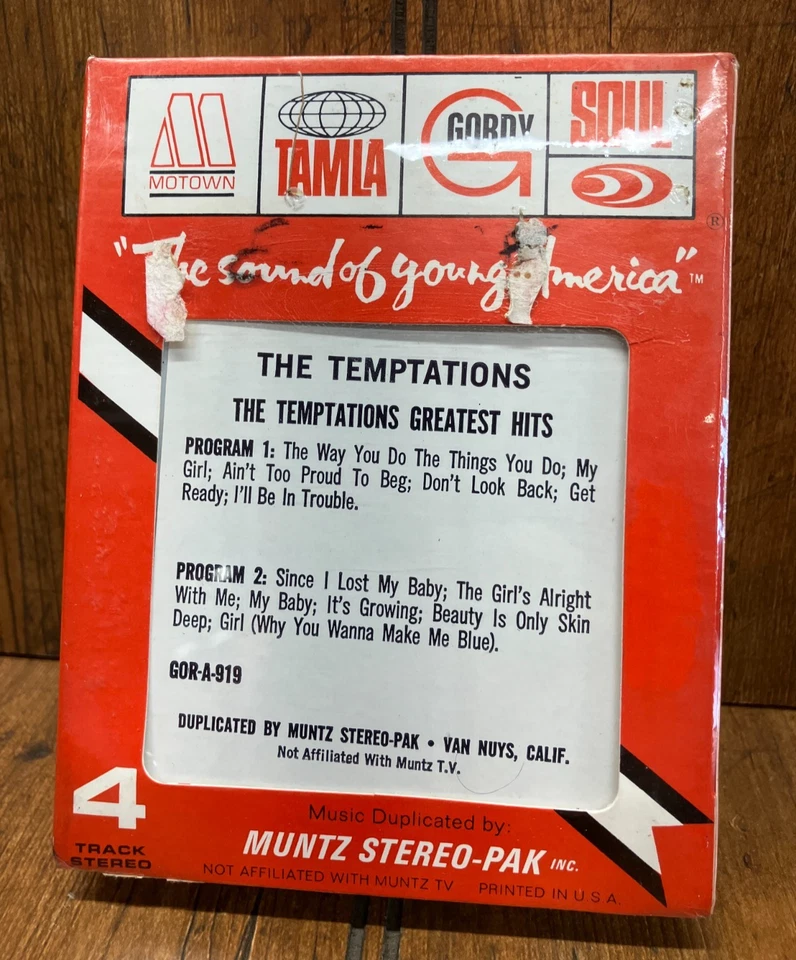 MOTOWN
TAMLA
GORDY
SOUL
®
"The sound of young America"™
THE TEMPTATIONS
THE TEMPTATIONS GREATEST HITS
PROGRAM 1: The Way You Do The Things You Do; My
Girl; Ain't Too Proud To Beg; Don't Look Back; Get
Ready; I'll Be In Trouble.
PROGRAM 2: Since I Lost My Baby; The Girl's Alright
With Me; My Baby; It's Growing; Beauty Is Only Skin
Deep; Girl (Why You Wanna Make Me Blue).
GOR-A-919
DUPLICATED BY MUNTZ STEREO-PAK • VAN NUYS, CALIF.
Not Affiliated With Muntz T.V.
4
TRACK
STEREO
Music Duplicated by:
MUNTZ STEREO-PAK INC.
NOT AFFILIATED WITH MUNTZ TV PRINTED IN U.S.A.